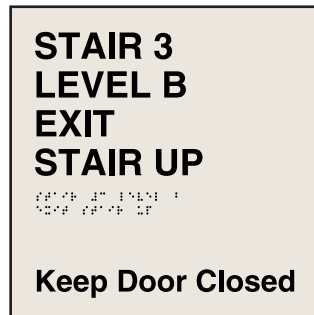 STAIR 3
LEVEL B
EXIT
STAIR UP
⠎⠞⠁⠊⠗ ⠼⠉ ⠇⠑⠧⠑⠇ ⠃
⠑⠭⠊⠞ ⠎⠞⠁⠊⠗ ⠥⠏
Keep Door Closed